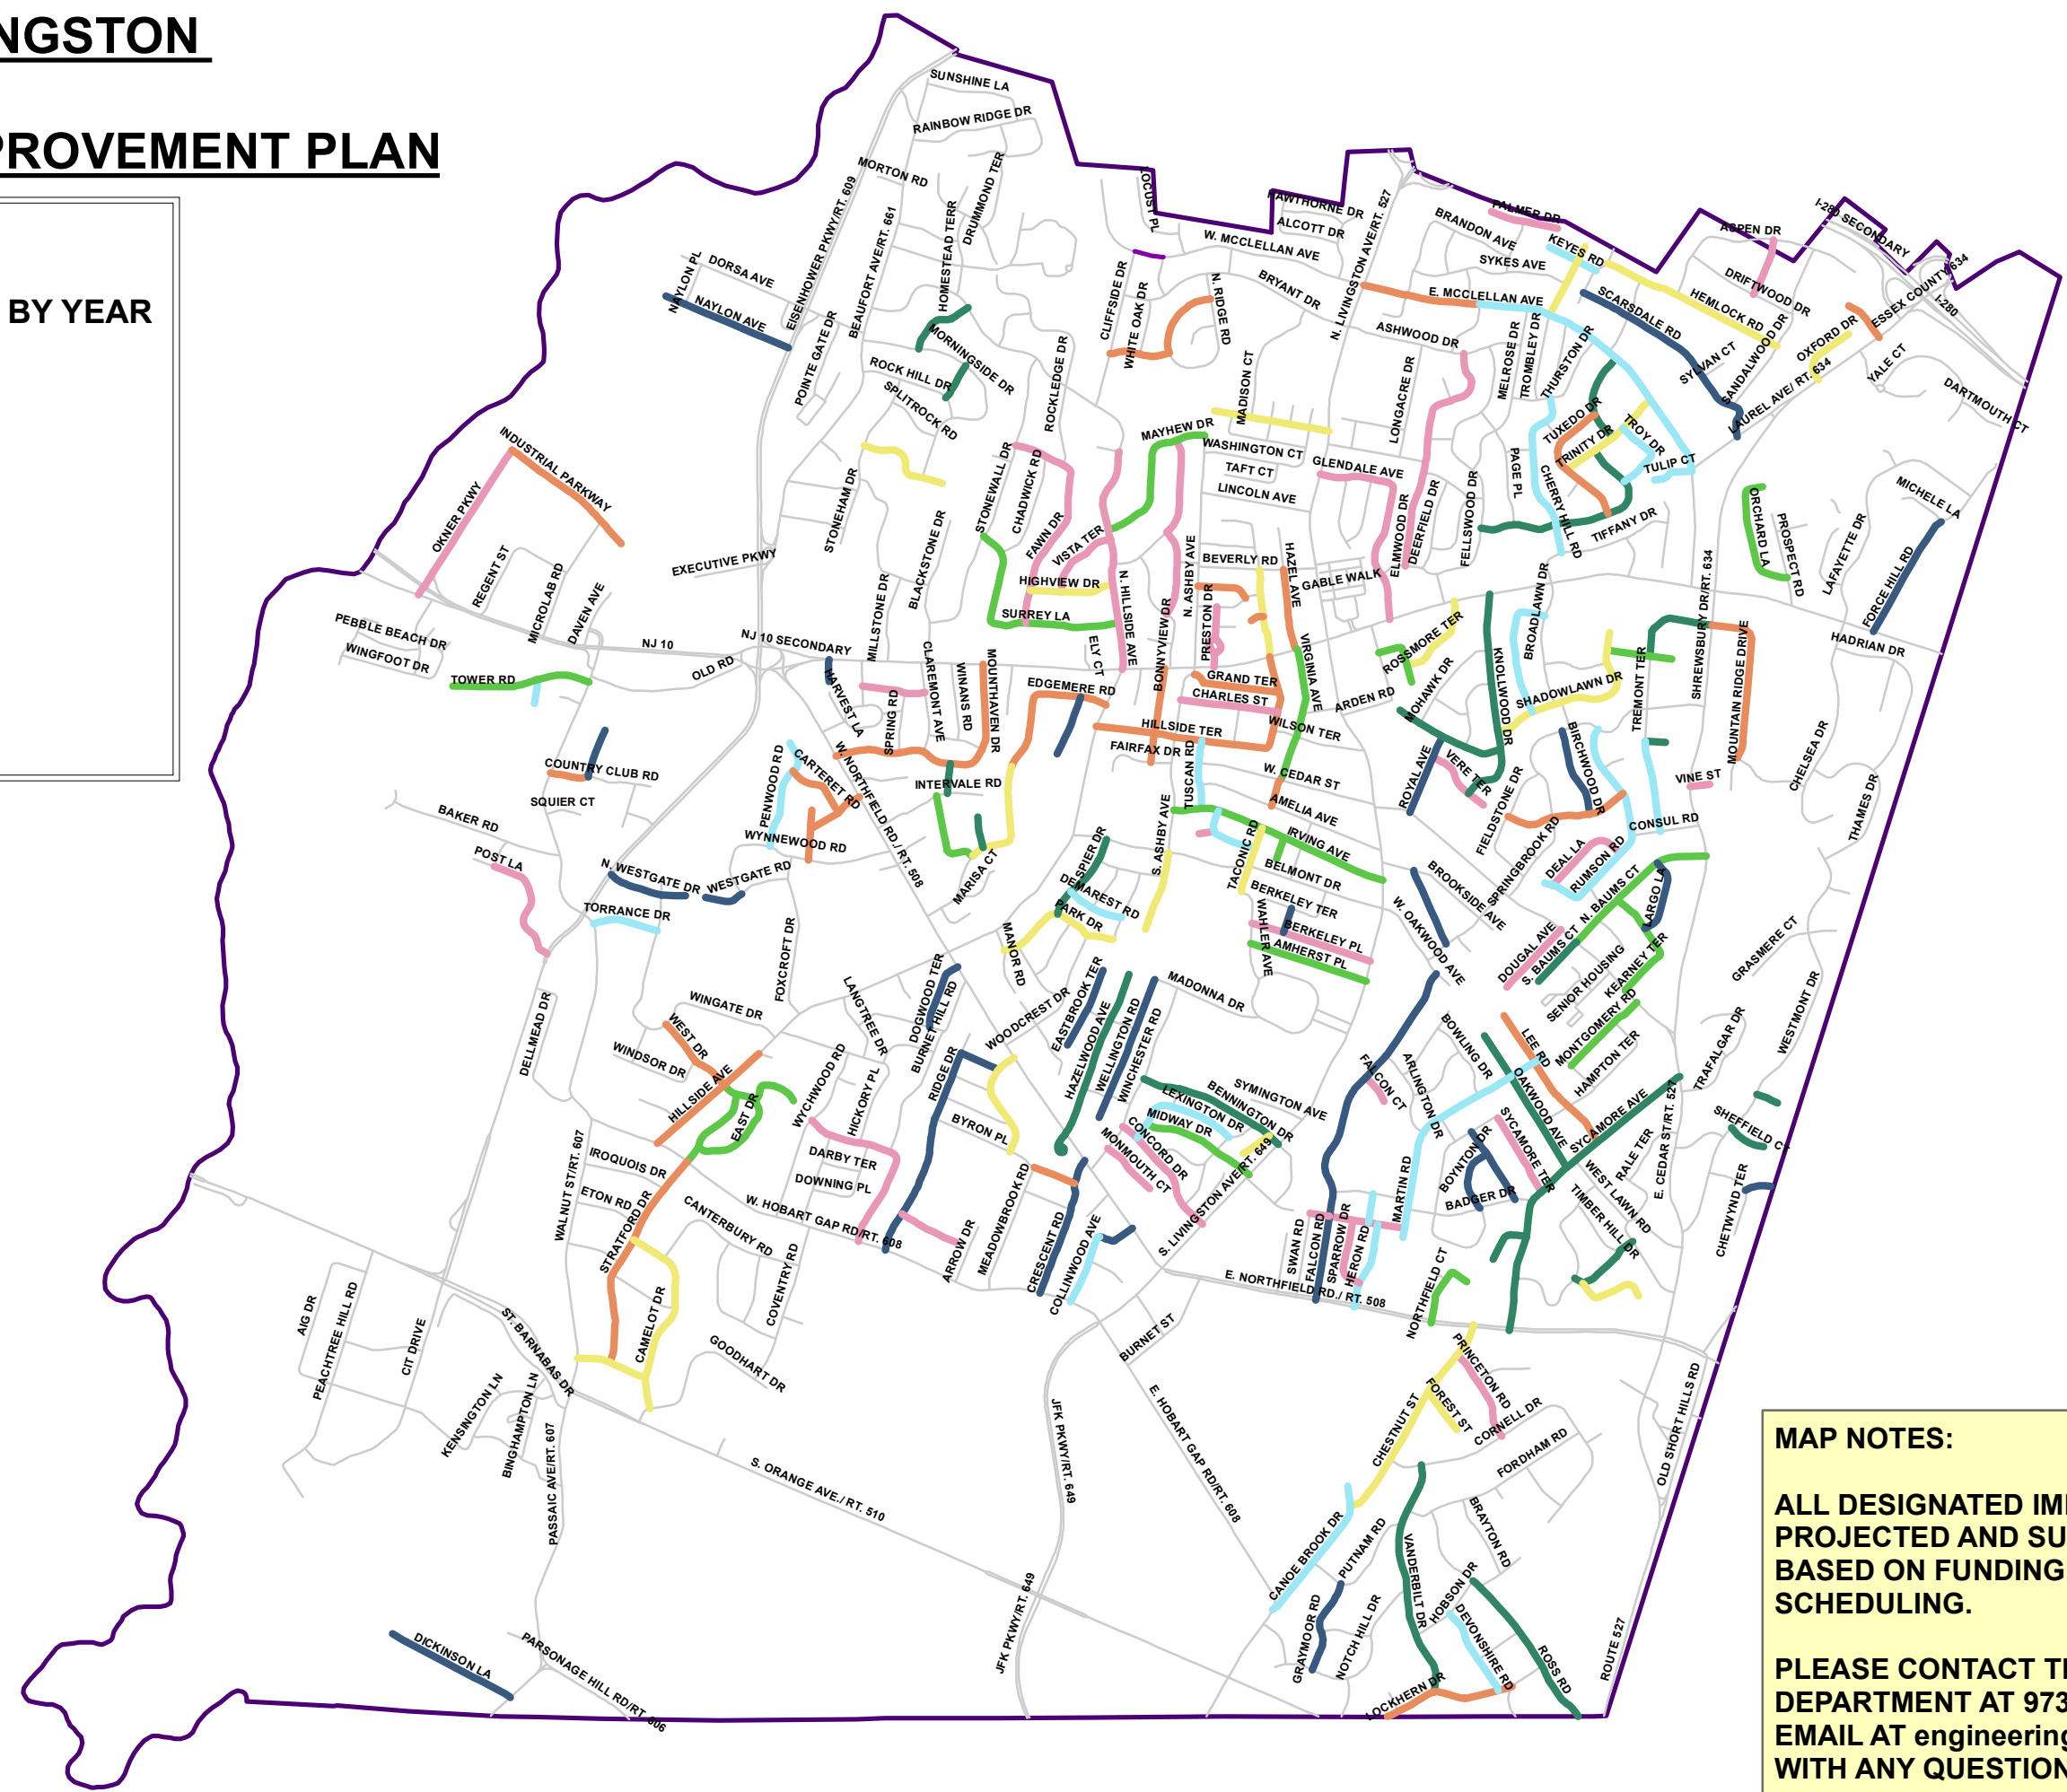 NGSTON
PROVEMENT PLAN
BY YEAR
SUNSHINE LA
RAINBOW RIDGE DR
MORTON RD
DRUMMOND TER
HOMESTEAD TERR
EISENHOWER PKWY/RT. 609
BEAUFORT AVE/RT. 661
LOCUST PL
HAWTHORNE DR
ALCOTT DR
W. MCCLELLAN AVE
N. LIVINGSTON AVE/RT. 527
BRANDON AVE
PALMER DR
KEYES RD
SYKES AVE
ASPEN DR
I-280 SECONDARY
DRIFTWOOD DR
ESSEX COUNTY 634
I-280
NAYLON PL
DORSA AVE
NAYLON AVE
POINTE GATE DR
MORNINGSIDE DR
ROCK HILL DR
SPLITROCK RD
ROCKLEDGE DR
CLIFFSIDE DR
WHITE OAK DR
N. RIDGE RD
BRYANT DR
E. MCCLELLAN AVE
ASHWOOD DR
SCARSDALE RD
HEMLOCK RD
SANDALWOOD DR
SYLVAN CT
OXFORD DR
LAUREL AVE/ RT. 634
YALE CT
DARTMOUTH CT
MELROSE DR
TROMBLEY DR
THURSTON DR
LONGACRE DR
MADISON CT
MAYHEW DR
WASHINGTON CT
TAFT CT
LINCOLN AVE
GLENDALE AVE
TUXEDO DR
TRINITY DR
TROY DR
TULIP CT
PAGE PL
CHERRY HILL RD
TIFFANY DR
FELLSWOOD DR
ELMWOOD DR
DEERFIELD DR
ORCHARD LA
PROSPECT RD
LAFAYETTE DR
MICHELE LA
FORCE HILL RD
HADRIAN DR
INDUSTRIAL PARKWAY
OKNER PKWY
REGENT ST
MICROLAB RD
DAVEN AVE
EXECUTIVE PKWY
STONEHAM DR
BLACKSTONE DR
MILLSTONE DR
STONEWALL DR
CHADWICK RD
FAWN DR
VISTA TER
HIGHVIEW DR
SURREY LA
N. HILLSIDE AVE
ELY CT
BONNYVIEW DR
N. ASHBY AVE
PRESTON DR
BEVERLY RD
HAZEL AVE
GABLE WALK
VIRGINIA AVE
ARDEN RD
ROSSMORE TER
MOHAWK DR
KNOLLWOOD DR
BROADLAWN DR
SHADOWLAWN DR
TREMONT TER
SHREWSBURY DR/RT. 634
MOUNTAIN RIDGE DRIVE
CHELSEA DR
THAMES DR
PEBBLE BEACH DR
WINGFOOT DR
NJ 10
NJ 10 SECONDARY
OLD RD
TOWER RD
HARVEST LA
SPRING RD
CLAREMONT AVE
WINANS RD
MOUNTHAVEN DR
EDGEMERE RD
GRAND TER
CHARLES ST
HILLSIDE TER
WILSON TER
FAIRFAX DR
TUSCAN RD
W. CEDAR ST
AMELIA AVE
IRVING AVE
ROYAL AVE
VERE TER
FIELDSTONE DR
BIRCHWOOD DR
SPRINGBROOK RD
VINE ST
CONSUL RD
COUNTRY CLUB RD
SQUIER CT
BAKER RD
POST LA
PENWOOD RD
CARTERET RD
W. NORTHFIELD RD./ RT. 508
WYNNEWOOD RD
INTERVALE RD
MARISA CT
N. WESTGATE DR
WESTGATE RD
TORRANCE DR
SPIER DR
DEMAREST RD
PARK DR
MANOR RD
S. ASHBY AVE
TACONIC RD
BELMONT DR
BERKELEY TER
BERKELEY PL
AMHERST PL
WAHLER AVE
W. OAKWOOD AVE
BROOKSIDE AVE
DEAL LA
RUMSON RD
N. BAUMS CT
S. BAUMS CT
DOUGAL AVE
LARGO LA
SENIOR HOUSING
KEARNEY TER
MONTGOMERY RD
HAMPTON TER
GRASMERE CT
WESTMONT DR
TRAFALGAR DR
FOXCROFT DR
WINGATE DR
LANGTREE DR
DOGWOOD TER
BURNET HILL RD
WOODCREST DR
EASTBROOK TER
HAZELWOOD AVE
WELLINGTON RD
WINCHESTER RD
MADONNA DR
DELLMEAD DR
WEST DR
WINDSOR DR
HILLSIDE AVE
EAST DR
WYCHWOOD RD
HICKORY PL
RIDGE DR
BYRON PL
LEXINGTON DR
BENNINGTON DR
SYMINGTON AVE
MIDWAY DR
CONCORD DR
MONMOUTH CT
FALCON CT
ARLINGTON DR
BOWLING DR
LEE RD
OAKWOOD AVE
SYCAMORE AVE
SYCAMORE TER
BOYNTON DR
BADGER DR
MARTIN RD
WEST LAWN RD
RALE TER
TIMBER HILL DR
E. CEDAR ST/RT. 527
SHEFFIELD CT
CHETWYND TER
IROQUOIS DR
ETON RD
STRATFORD DR
WALNUT ST/RT. 607
DARBY TER
DOWNING PL
CANTERBURY RD
W. HOBART GAP RD/RT. 608
COVENTRY RD
ARROW DR
MEADOWBROOK RD
CRESCENT RD
COLLINWOOD AVE
S. LIVINGSTON AVE/RT. 649
SWAN RD
FALCON RD
SPARROW DR
HERON RD
E. NORTHFIELD RD./ RT. 508
NORTHFIELD CT
AIG DR
PEACHTREE HILL RD
CIT DRIVE
ST. BARNABAS DR
CAMELOT DR
GOODHART DR
KENSINGTON LN
BINGHAMPTON LN
PASSAIC AVE/RT. 607
S. ORANGE AVE./ RT. 510
BURNET ST
JFK PKWY/RT. 649
E. HOBART GAP RD/RT. 608
JFK PKWY/RT. 649
PRINCETON RD
FOREST ST
CHESTNUT ST
CORNELL DR
FORDHAM RD
OLD SHORT HILLS RD
CANOE BROOK DR
PUTNAM RD
BRAYTON RD
VANDERBILT DR
HOBSON DR
DEVONSHIRE RD
GRAYMOOR RD
NOTCH HILL DR
LOCKHERN DR
ROSS RD
ROUTE 527
DICKINSON LA
PARSONAGE HILL RD/RT. 606
MAP NOTES:
ALL DESIGNATED IM
PROJECTED AND SU
BASED ON FUNDING
SCHEDULING.
PLEASE CONTACT T
DEPARTMENT AT 973
EMAIL AT engineering
WITH ANY QUESTION